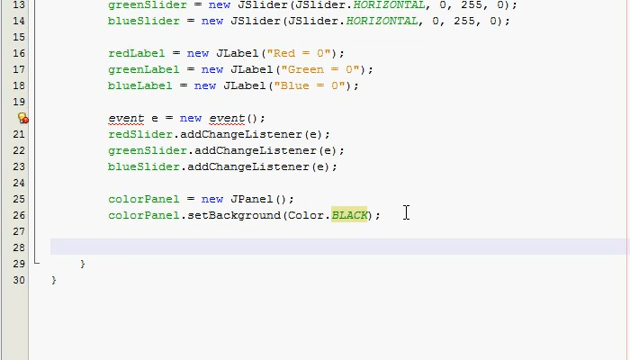 13 greenSlider = new JSlider(JSlider.HORIZONTAL, 0, 255, 0);
14 blueSlider = new JSlider(JSlider.HORIZONTAL, 0, 255, 0);
15
16 redLabel = new JLabel("Red = 0");
17 greenLabel = new JLabel("Green = 0");
18 blueLabel = new JLabel("Blue = 0");
19
event e = new event();
21 redSlider.addChangeListener(e);
22 greenSlider.addChangeListener(e);
23 blueSlider.addChangeListener(e);
24
25 colorPanel = new JPanel();
26 colorPanel.setBackground(Color.BLACK);
27
28
29 }
30 }